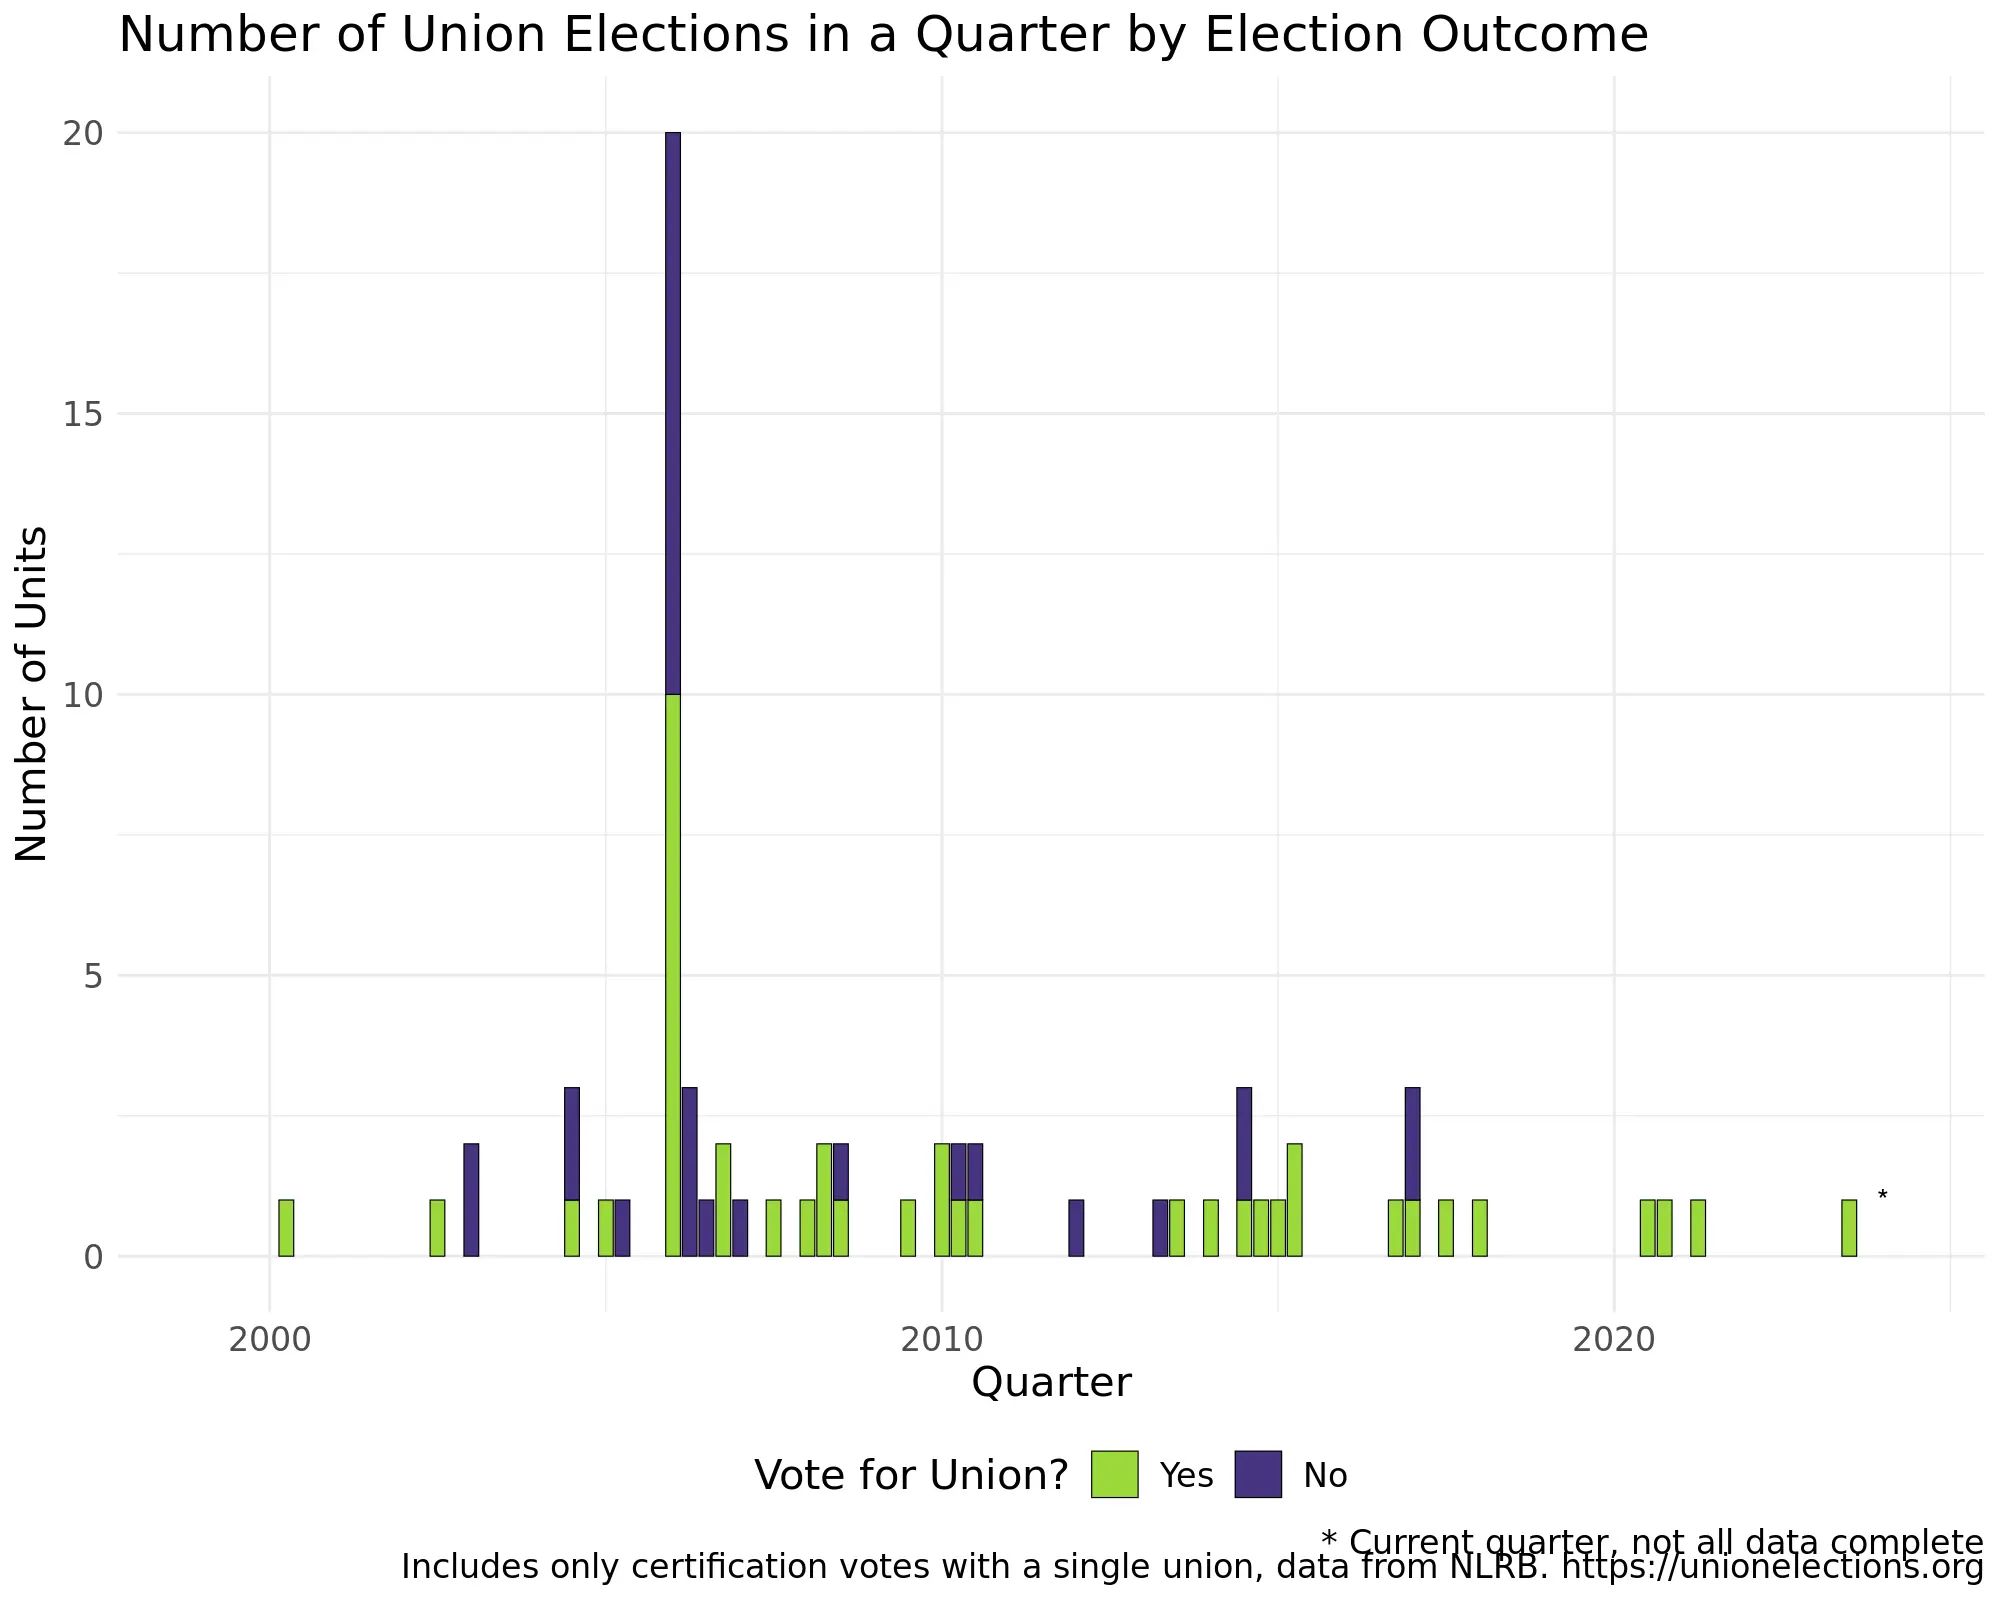 Number of Union Elections in a Quarter by Election Outcome
20
15
10
5
0
Number of Units
*
2000 2010 2020
Quarter
Vote for Union? Yes No
* Current quarter, not all data complete
Includes only certification votes with a single union, data from NLRB. https://unionelections.org